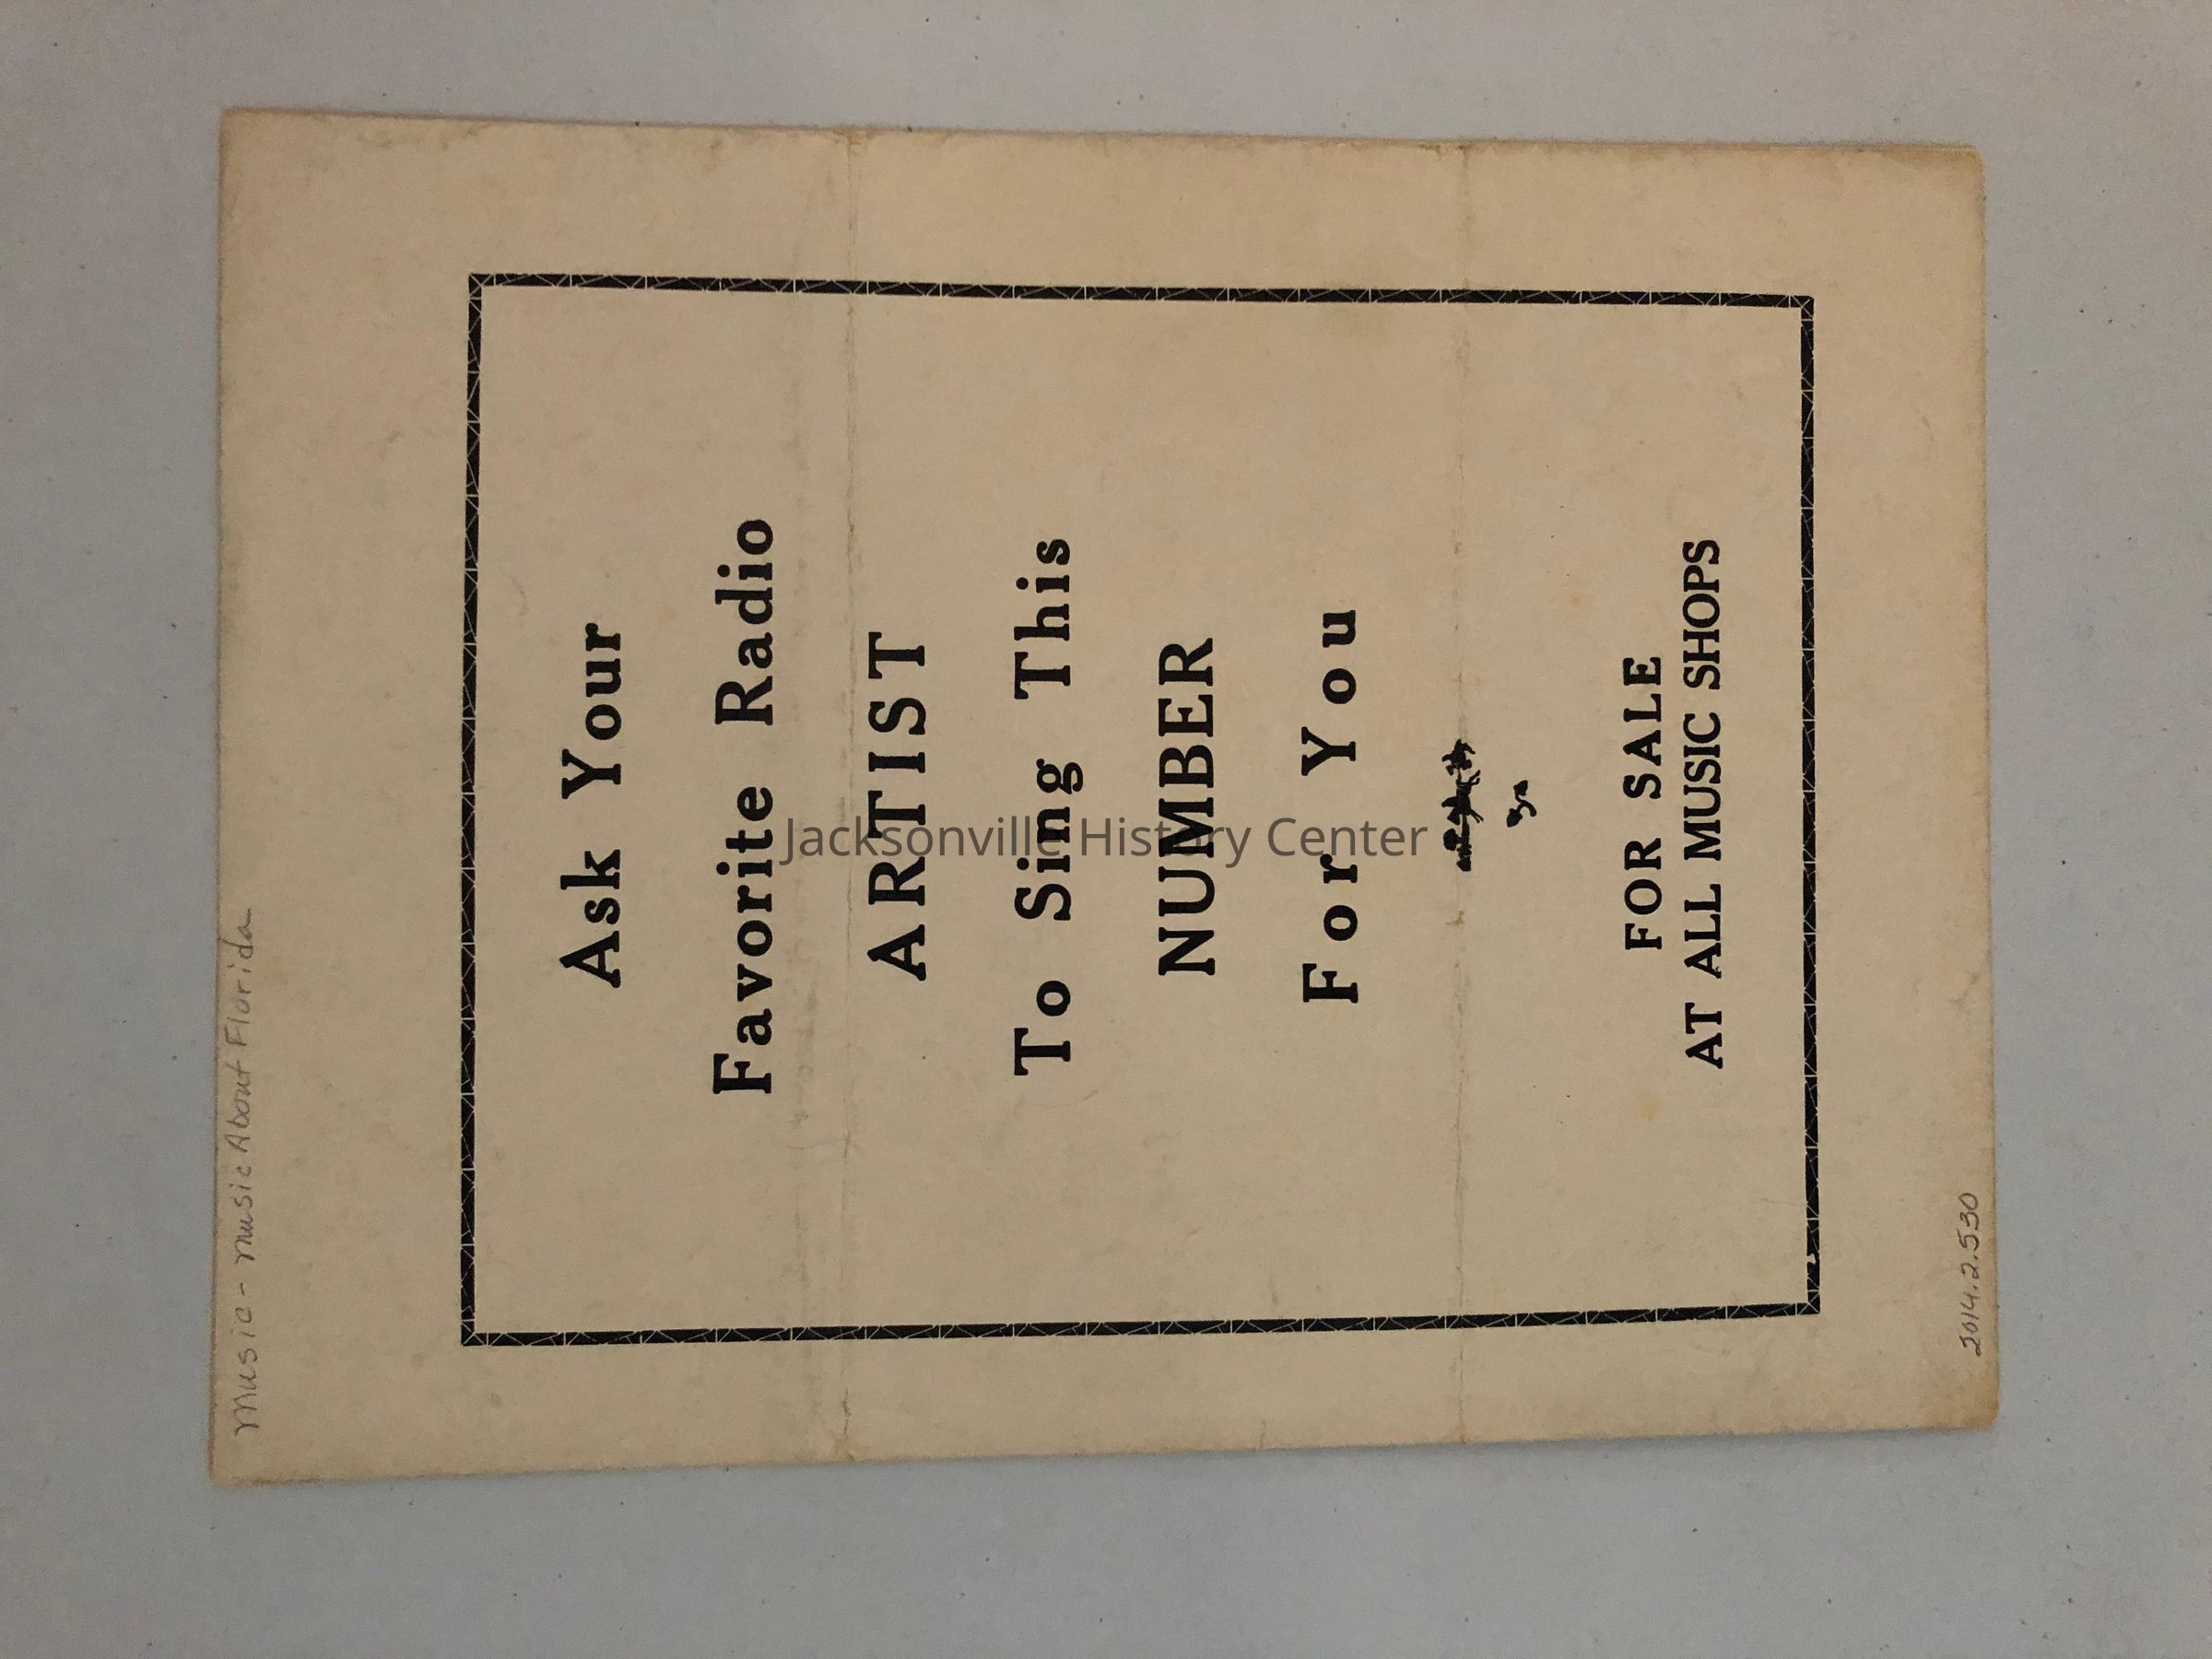 Music - Music About Florida
Ask Your
Favorite Radio
ARTIST
To Sing This
NUMBER
For You
FOR SALE
AT ALL MUSIC SHOPS
2014.2.530
Jacksonville History Center